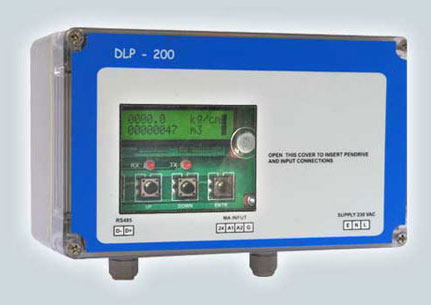 DLP - 200
0000.0 kg/cm
00000047 m3
RX TX
UP DOWN ENTR
OPEN THIS COVER TO INSERT PENDRIVE
AND INPUT CONNECTIONS
RS485
D- D+
MA INPUT
24 A1 A2 G
SUPPLY 230 VAC
E N L